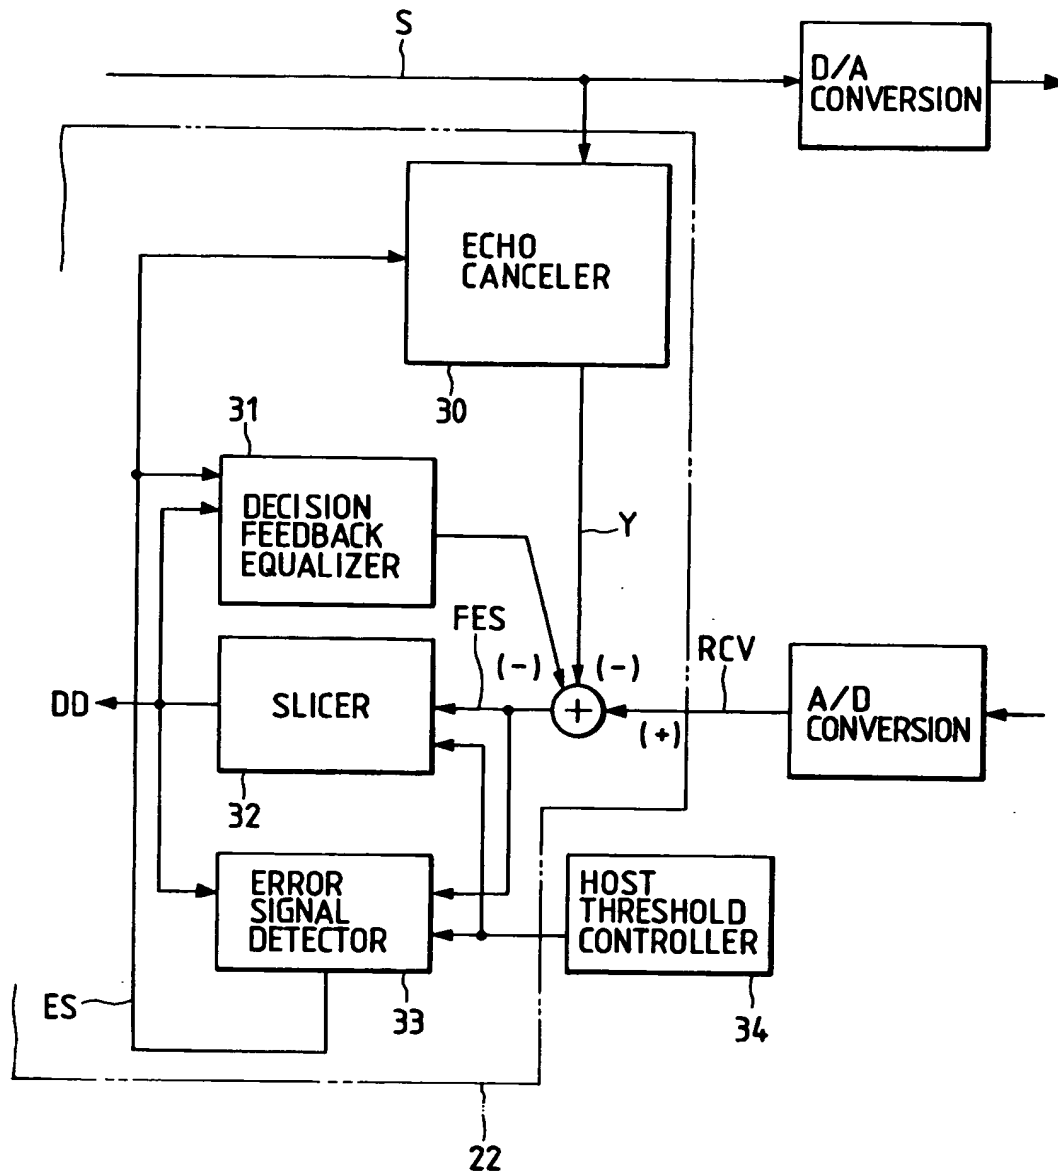 S
D/A
CONVERSION
ECHO
CANCELER
30
31
DECISION
FEEDBACK
EQUALIZER
Y
FES
(-)
(-)
RCV
DD
SLICER
+
(+)
A/D
CONVERSION
32
ERROR
SIGNAL
DETECTOR
HOST
THRESHOLD
CONTROLLER
ES
33
34
22